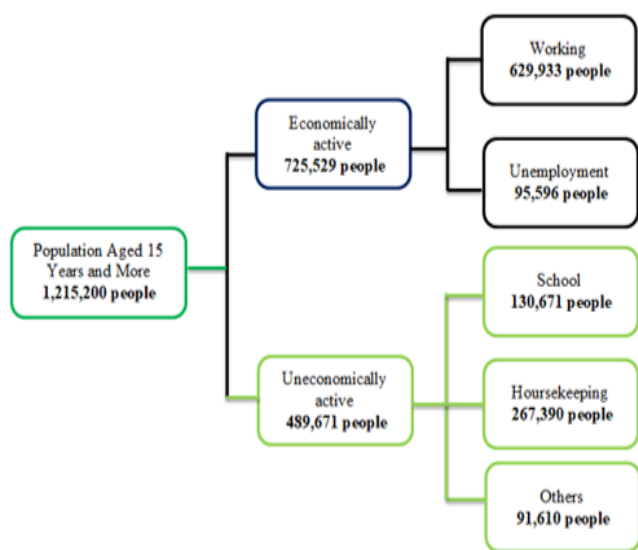 Working
629,933 people
Economically
active
725,529 people
Unemployment
95,596 people
Population Aged 15
Years and More
1,215,200 people
School
130,671 people
Uneconomically
active
489,671 people
Hoursekeeping
267,390 people
Others
91,610 people